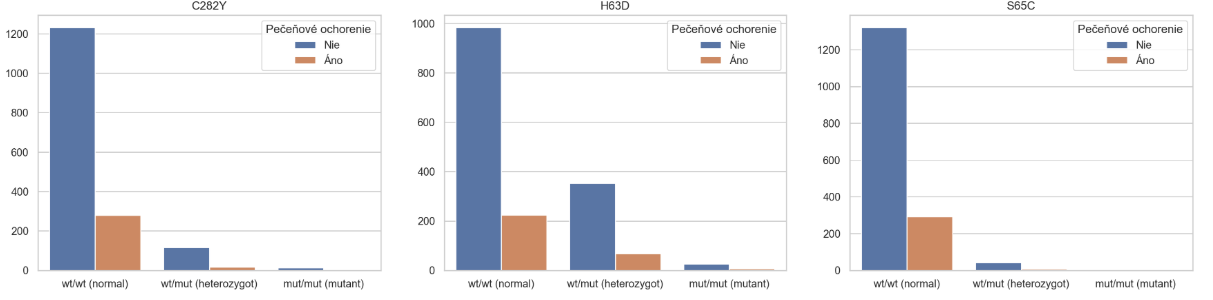 C282Y
1200
1000
800
600
400
200
0
Pečeňové ochorenie
Nie
Áno
wt/wt (normal) wt/mut (heterozygot) mut/mut (mutant)
H63D
1000
800
600
400
200
0
Pečeňové ochorenie
Nie
Áno
wt/wt (normal) wt/mut (heterozygot) mut/mut (mutant)
S65C
1200
1000
800
600
400
200
0
Pečeňové ochorenie
Nie
Áno
wt/wt (normal) wt/mut (heterozygot) mut/mut (mutant)